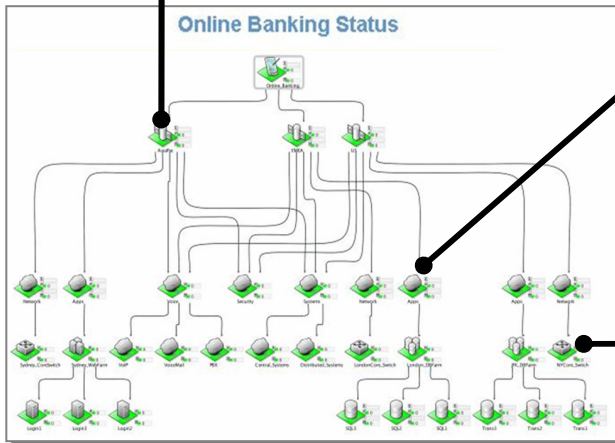 Online Banking Status
Online_Banking
AsiaPac
EMEA
US
Network
Apps
Voice
Security
Systems
Network
Apps
Apps
Network
Sydney_CoreSwitch
Sydney_WebFarm
VoIP
VoiceMail
PBX
Central_Systems
Distributed_Systems
LondonCore_Switch
London_DBFarm
NYCore_Switch
Login1
Login3
Login2
SQL3
SQL2
SQL1
Trans3
Trans2
Trans1